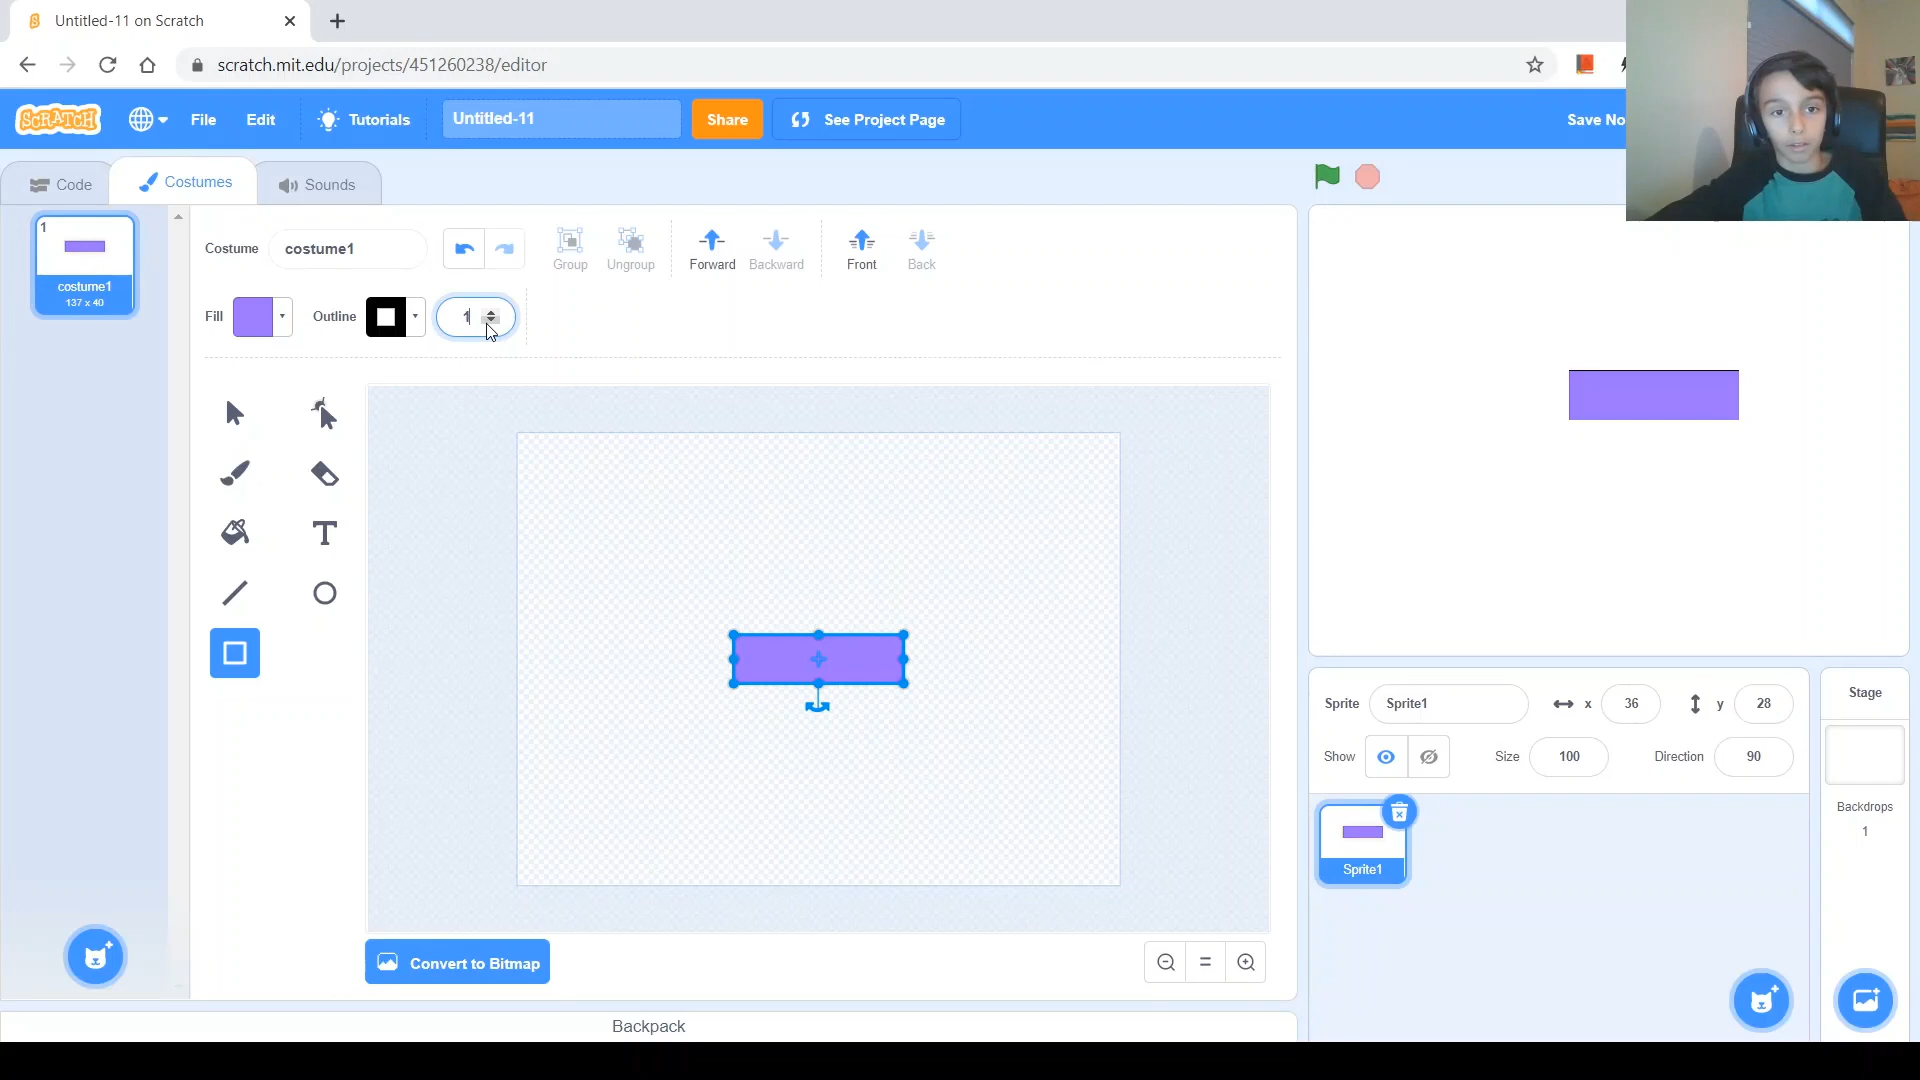 Untitled-11 on Scratch
scratch.mit.edu/projects/451260238/editor
SCRATCH
File
Edit
Tutorials
Untitled-11
Share
See Project Page
Save No
Code
Costumes
Sounds
1
costume1
137 x 40
Costume
costume1
Group
Ungroup
Forward
Backward
Front
Back
Fill
Outline
1
T
Convert to Bitmap
Backpack
Sprite
Sprite1
x
36
y
28
Show
Size
100
Direction
90
Sprite1
Stage
Backdrops
1